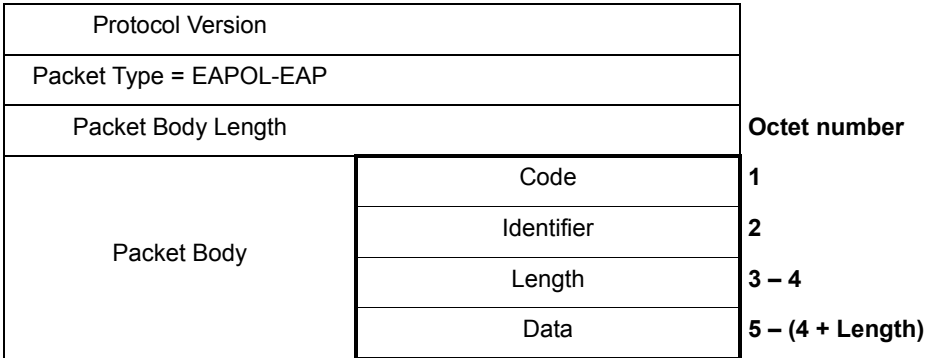 Protocol Version
Packet Type = EAPOL-EAP
Packet Body Length
Octet number
Code
1
Identifier
2
Packet Body
Length
3 – 4
Data
5 – (4 + Length)